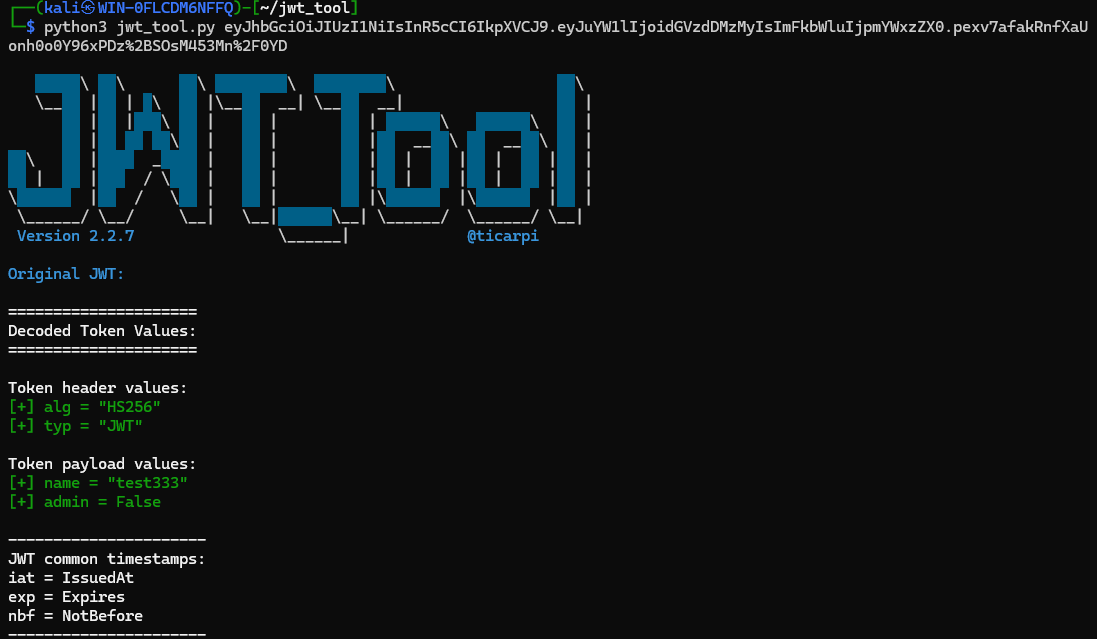 ┌──(kali㉿WIN-0FLCDM6NFFQ)-[~/jwt_tool]
└─$ python3 jwt_tool.py eyJhbGciOiJIUzI1NiIsInR5cCI6IkpXVCJ9.eyJuYW1lIjoidGVzdDMzMyIsImFkbWluIjpmYWxzZX0.pexv7afakRnfXaU
onh0o0Y96xPDz%2BSOsM453Mn%2F0YD
JWT_Tool
Version 2.2.7 @ticarpi
Original JWT:
=====================
Decoded Token Values:
=====================
Token header values:
[+] alg = "HS256"
[+] typ = "JWT"
Token payload values:
[+] name = "test333"
[+] admin = False
----------------------
JWT common timestamps:
iat = IssuedAt
exp = Expires
nbf = NotBefore
----------------------